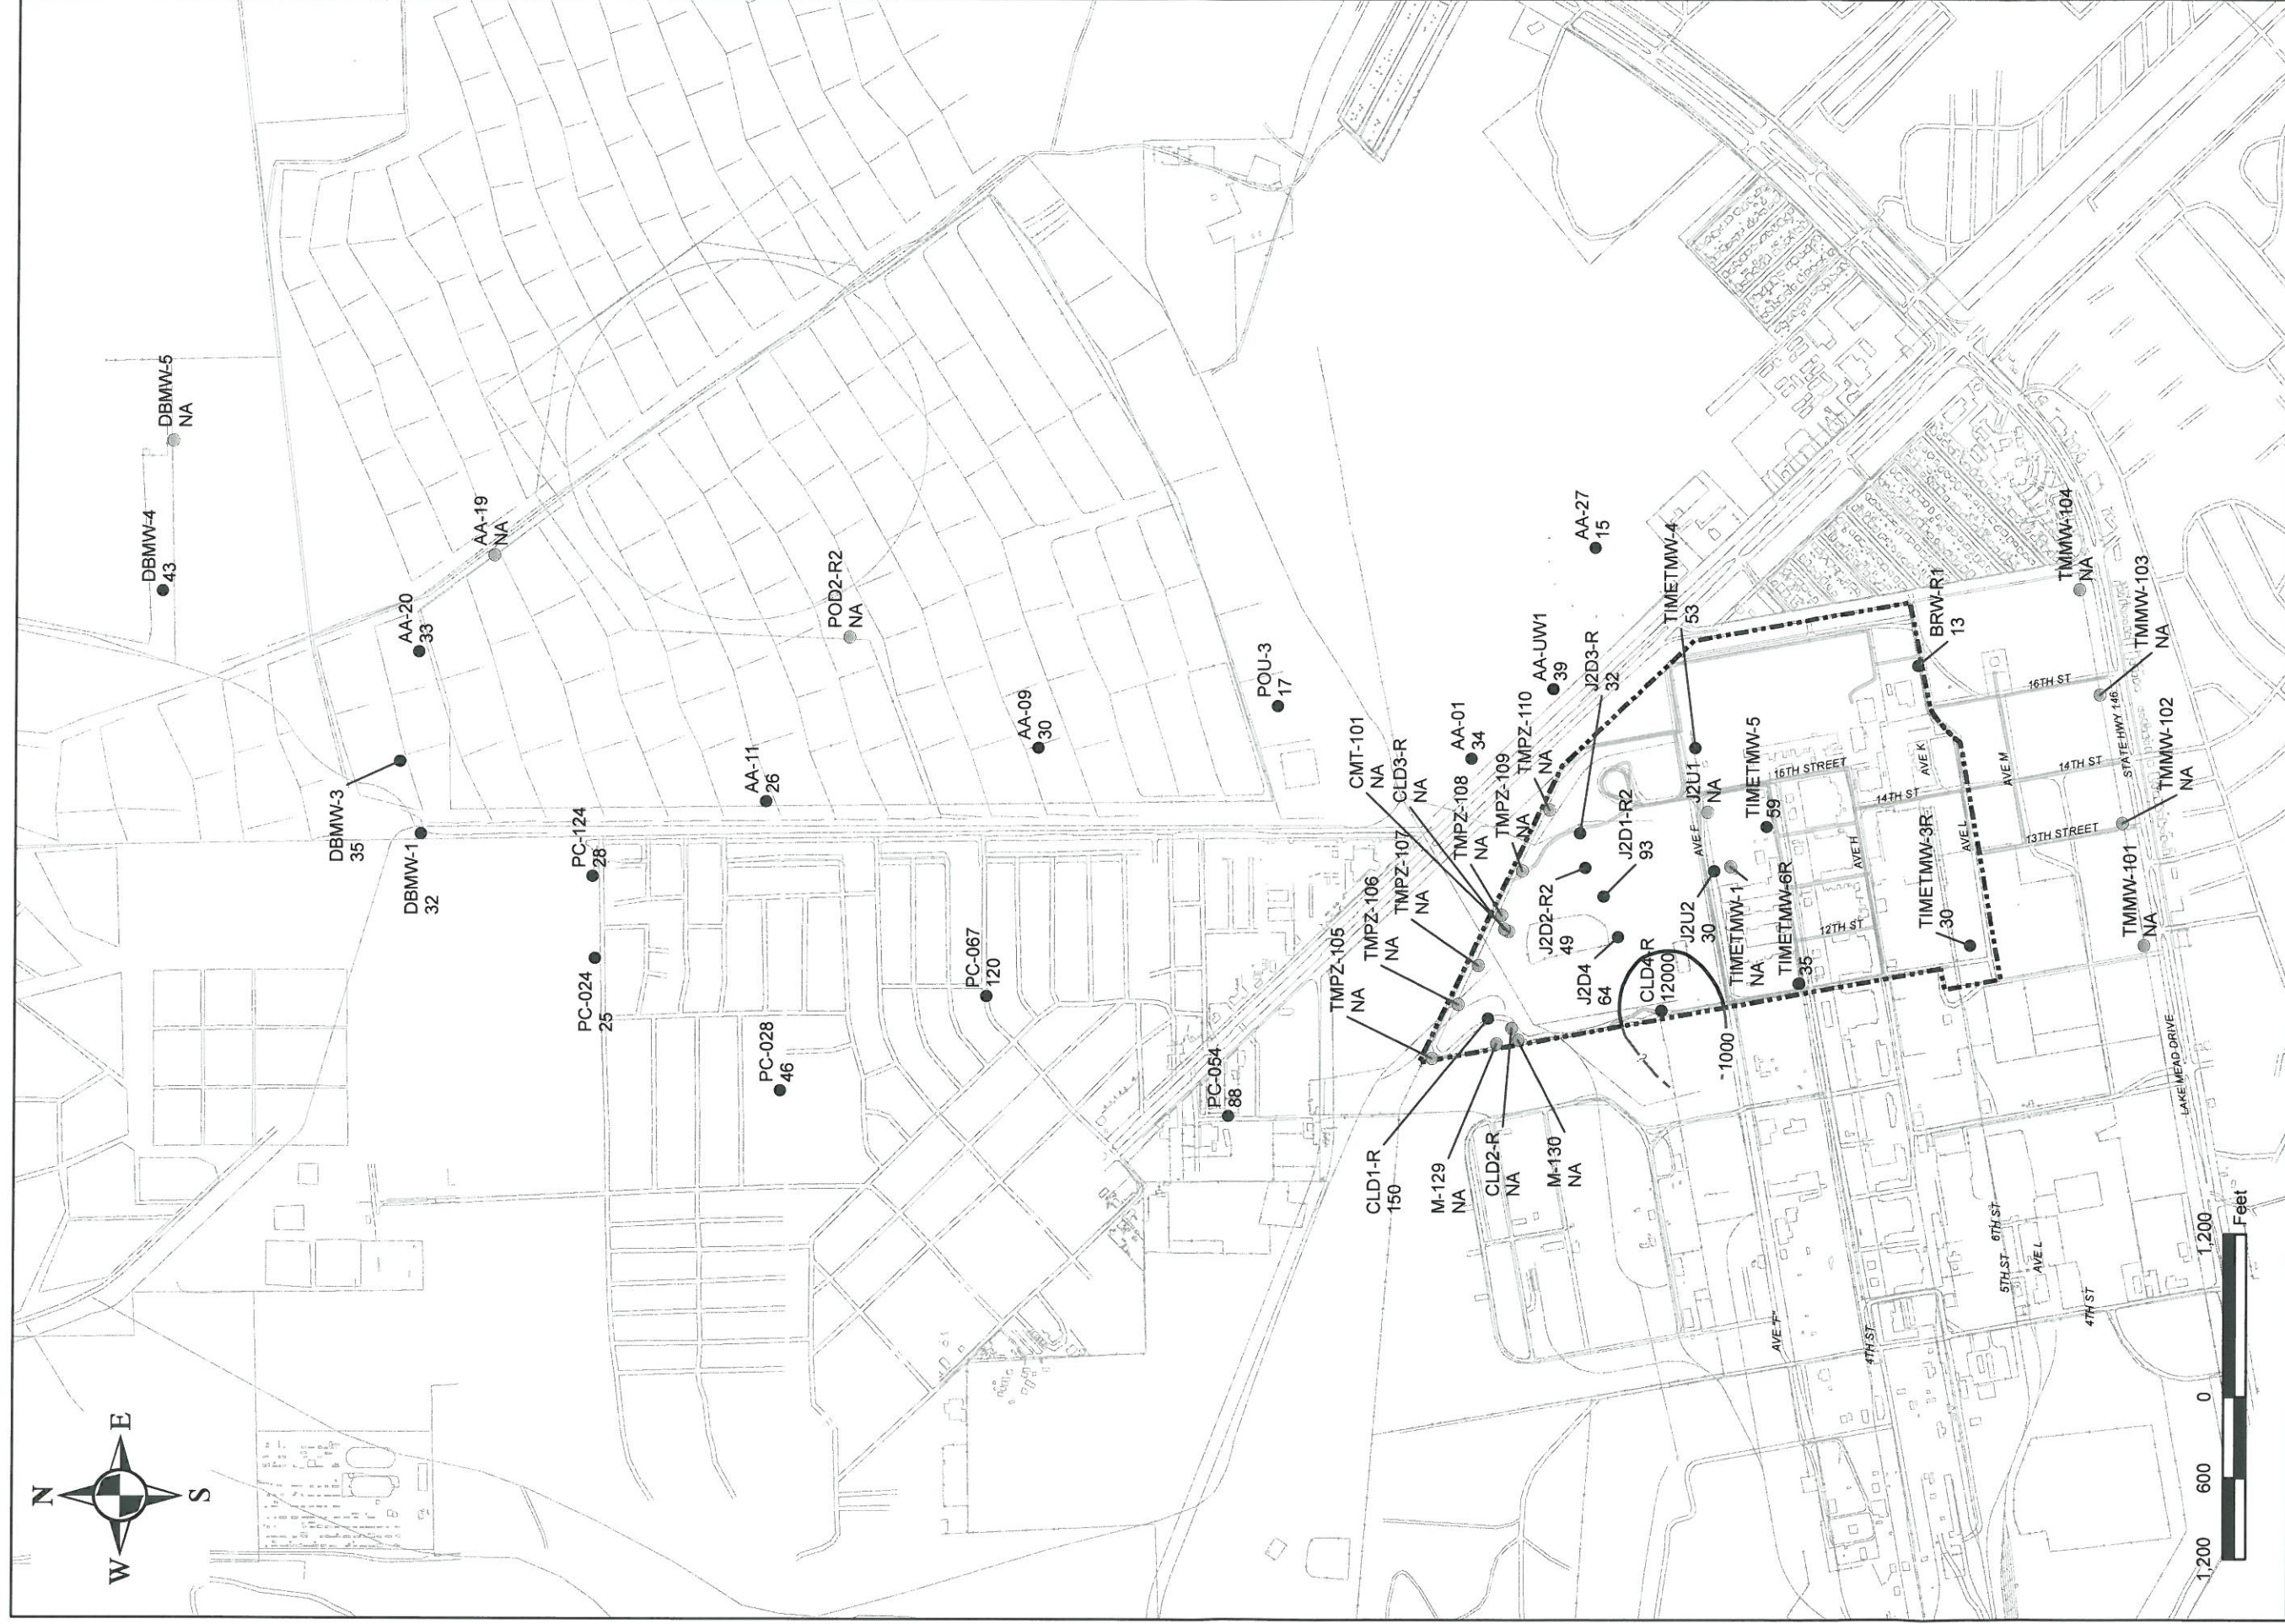 N
W
E
S
DBMW-5
NA
DBMW-4
43
AA-19
NA
AA-20
33
DBMW-3
35
DBMW-1
32
PC-124
28
PC-024
25
AA-11
26
POD2-R2
NA
PC-028
46
PC-067
120
AA-09
30
POU-3
17
PC-054
88
AA-27
15
AA-UW1
39
AA-01
34
J2D3-R
32
TIMETMW-4
53
CMT-101
NA
CLD3-R
NA
TMPZ-110
NA
TMPZ-109
NA
TMPZ-108
NA
TMPZ-107
NA
TMPZ-106
NA
TMPZ-105
NA
CLD1-R
150
M-129
NA
CLD2-R
NA
M-130
NA
J2D1-R2
93
J2D2-R2
49
J2D4
64
CLD4-R
12000
?
1000
J2U1
NA
J2U2
30
TIMETMW-5
59
TIMETMW-1
NA
TIMETMW-6R
35
TIMETMW-3R
30
BRW-R1
13
TMMW-104
NA
TMMW-103
NA
TMMW-102
NA
TMMW-101
NA
AVE F
15TH STREET
14TH ST
AVE H
12TH ST
AVE K
AVE L
AVE M
13TH STREET
14TH ST
16TH ST
STATE HWY 146
LAKE MEAD DRIVE
AVE "F"
4TH ST
5TH ST
6TH ST
AVE L
4TH ST
1,200
600
0
1,200
Feet